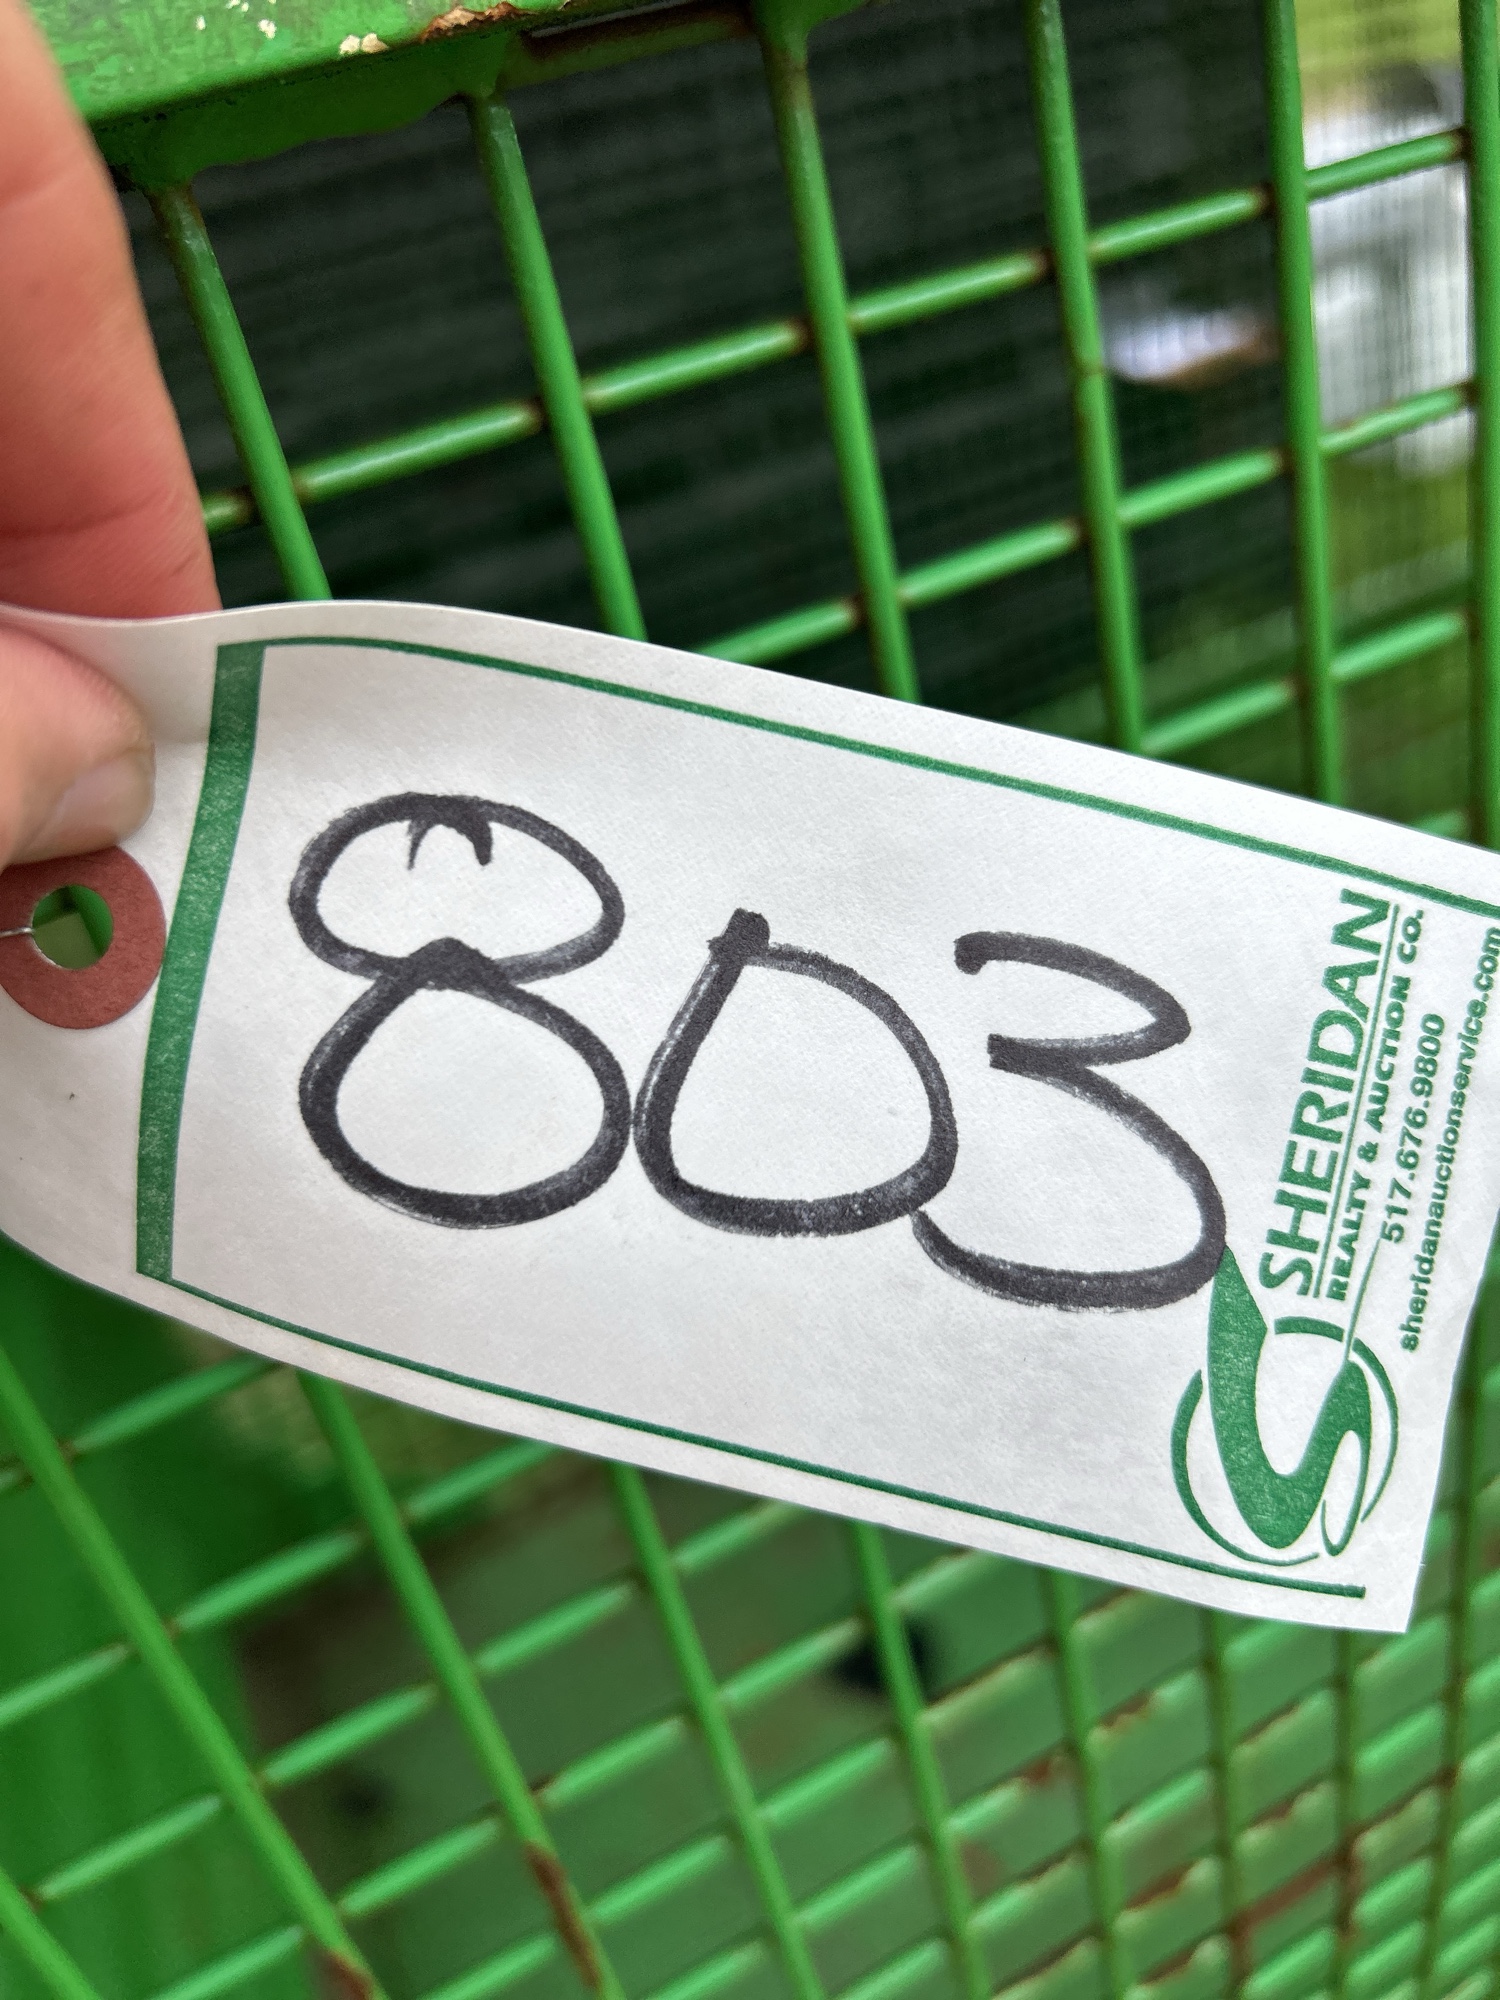 803
SHERIDAN
REALTY & AUCTION CO.
517.676.9800
sheridanauctionservice.com